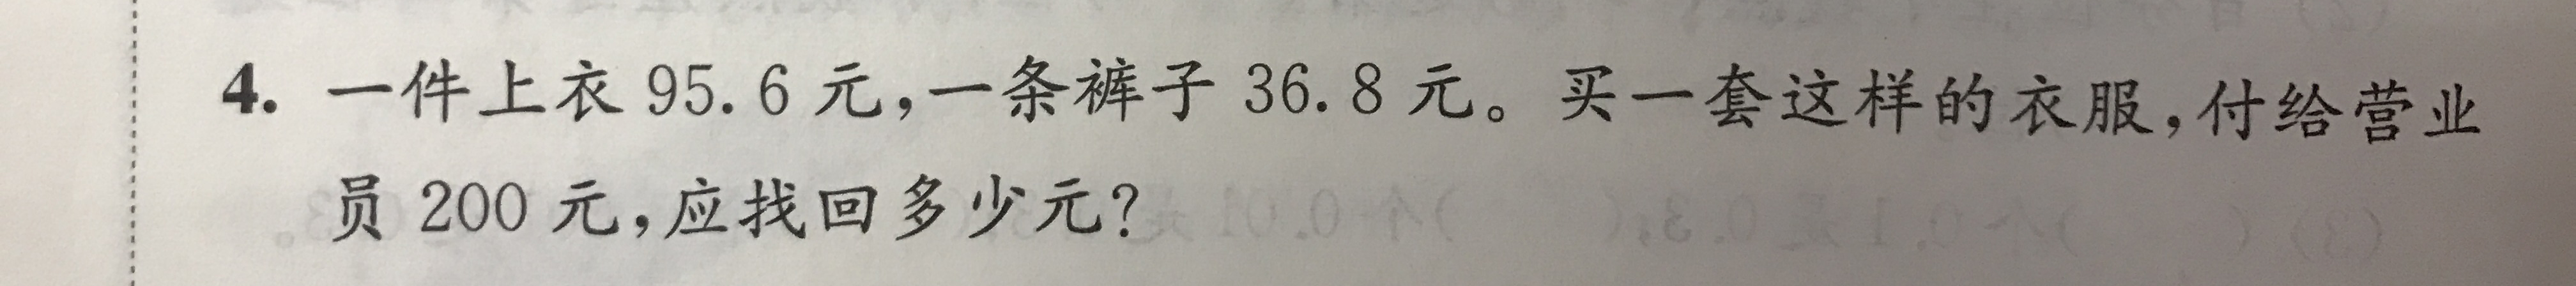 4. 一件上衣 95.6 元,一条裤子 36.8 元。买一套这样的衣服,付给营业
员 200 元,应找回多少元?